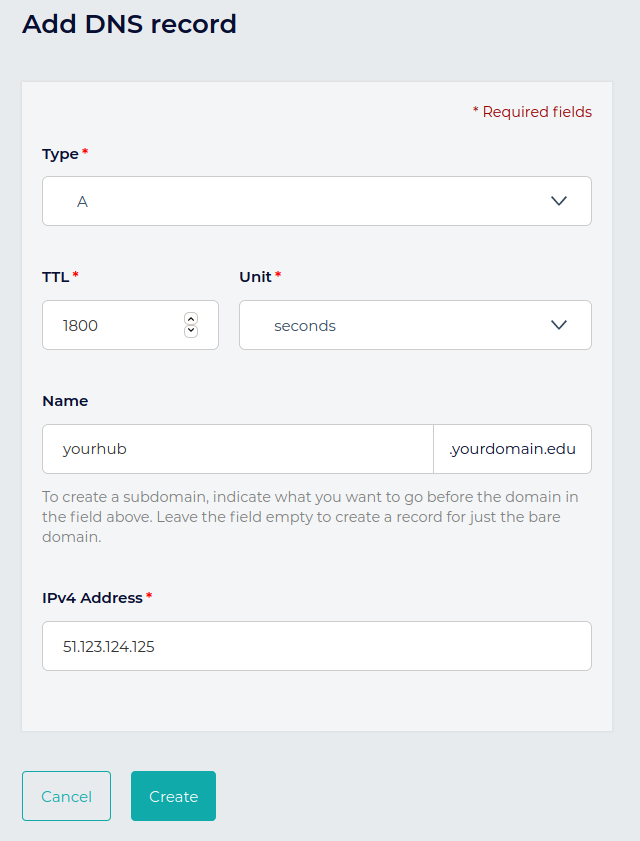 Add DNS record
* Required fields
Type *
A
TTL * Unit *
1800 seconds
Name
yourhub .yourdomain.edu
To create a subdomain, indicate what you want to go before the domain in
the field above. Leave the field empty to create a record for just the bare
domain.
IPv4 Address *
51.123.124.125
Cancel Create